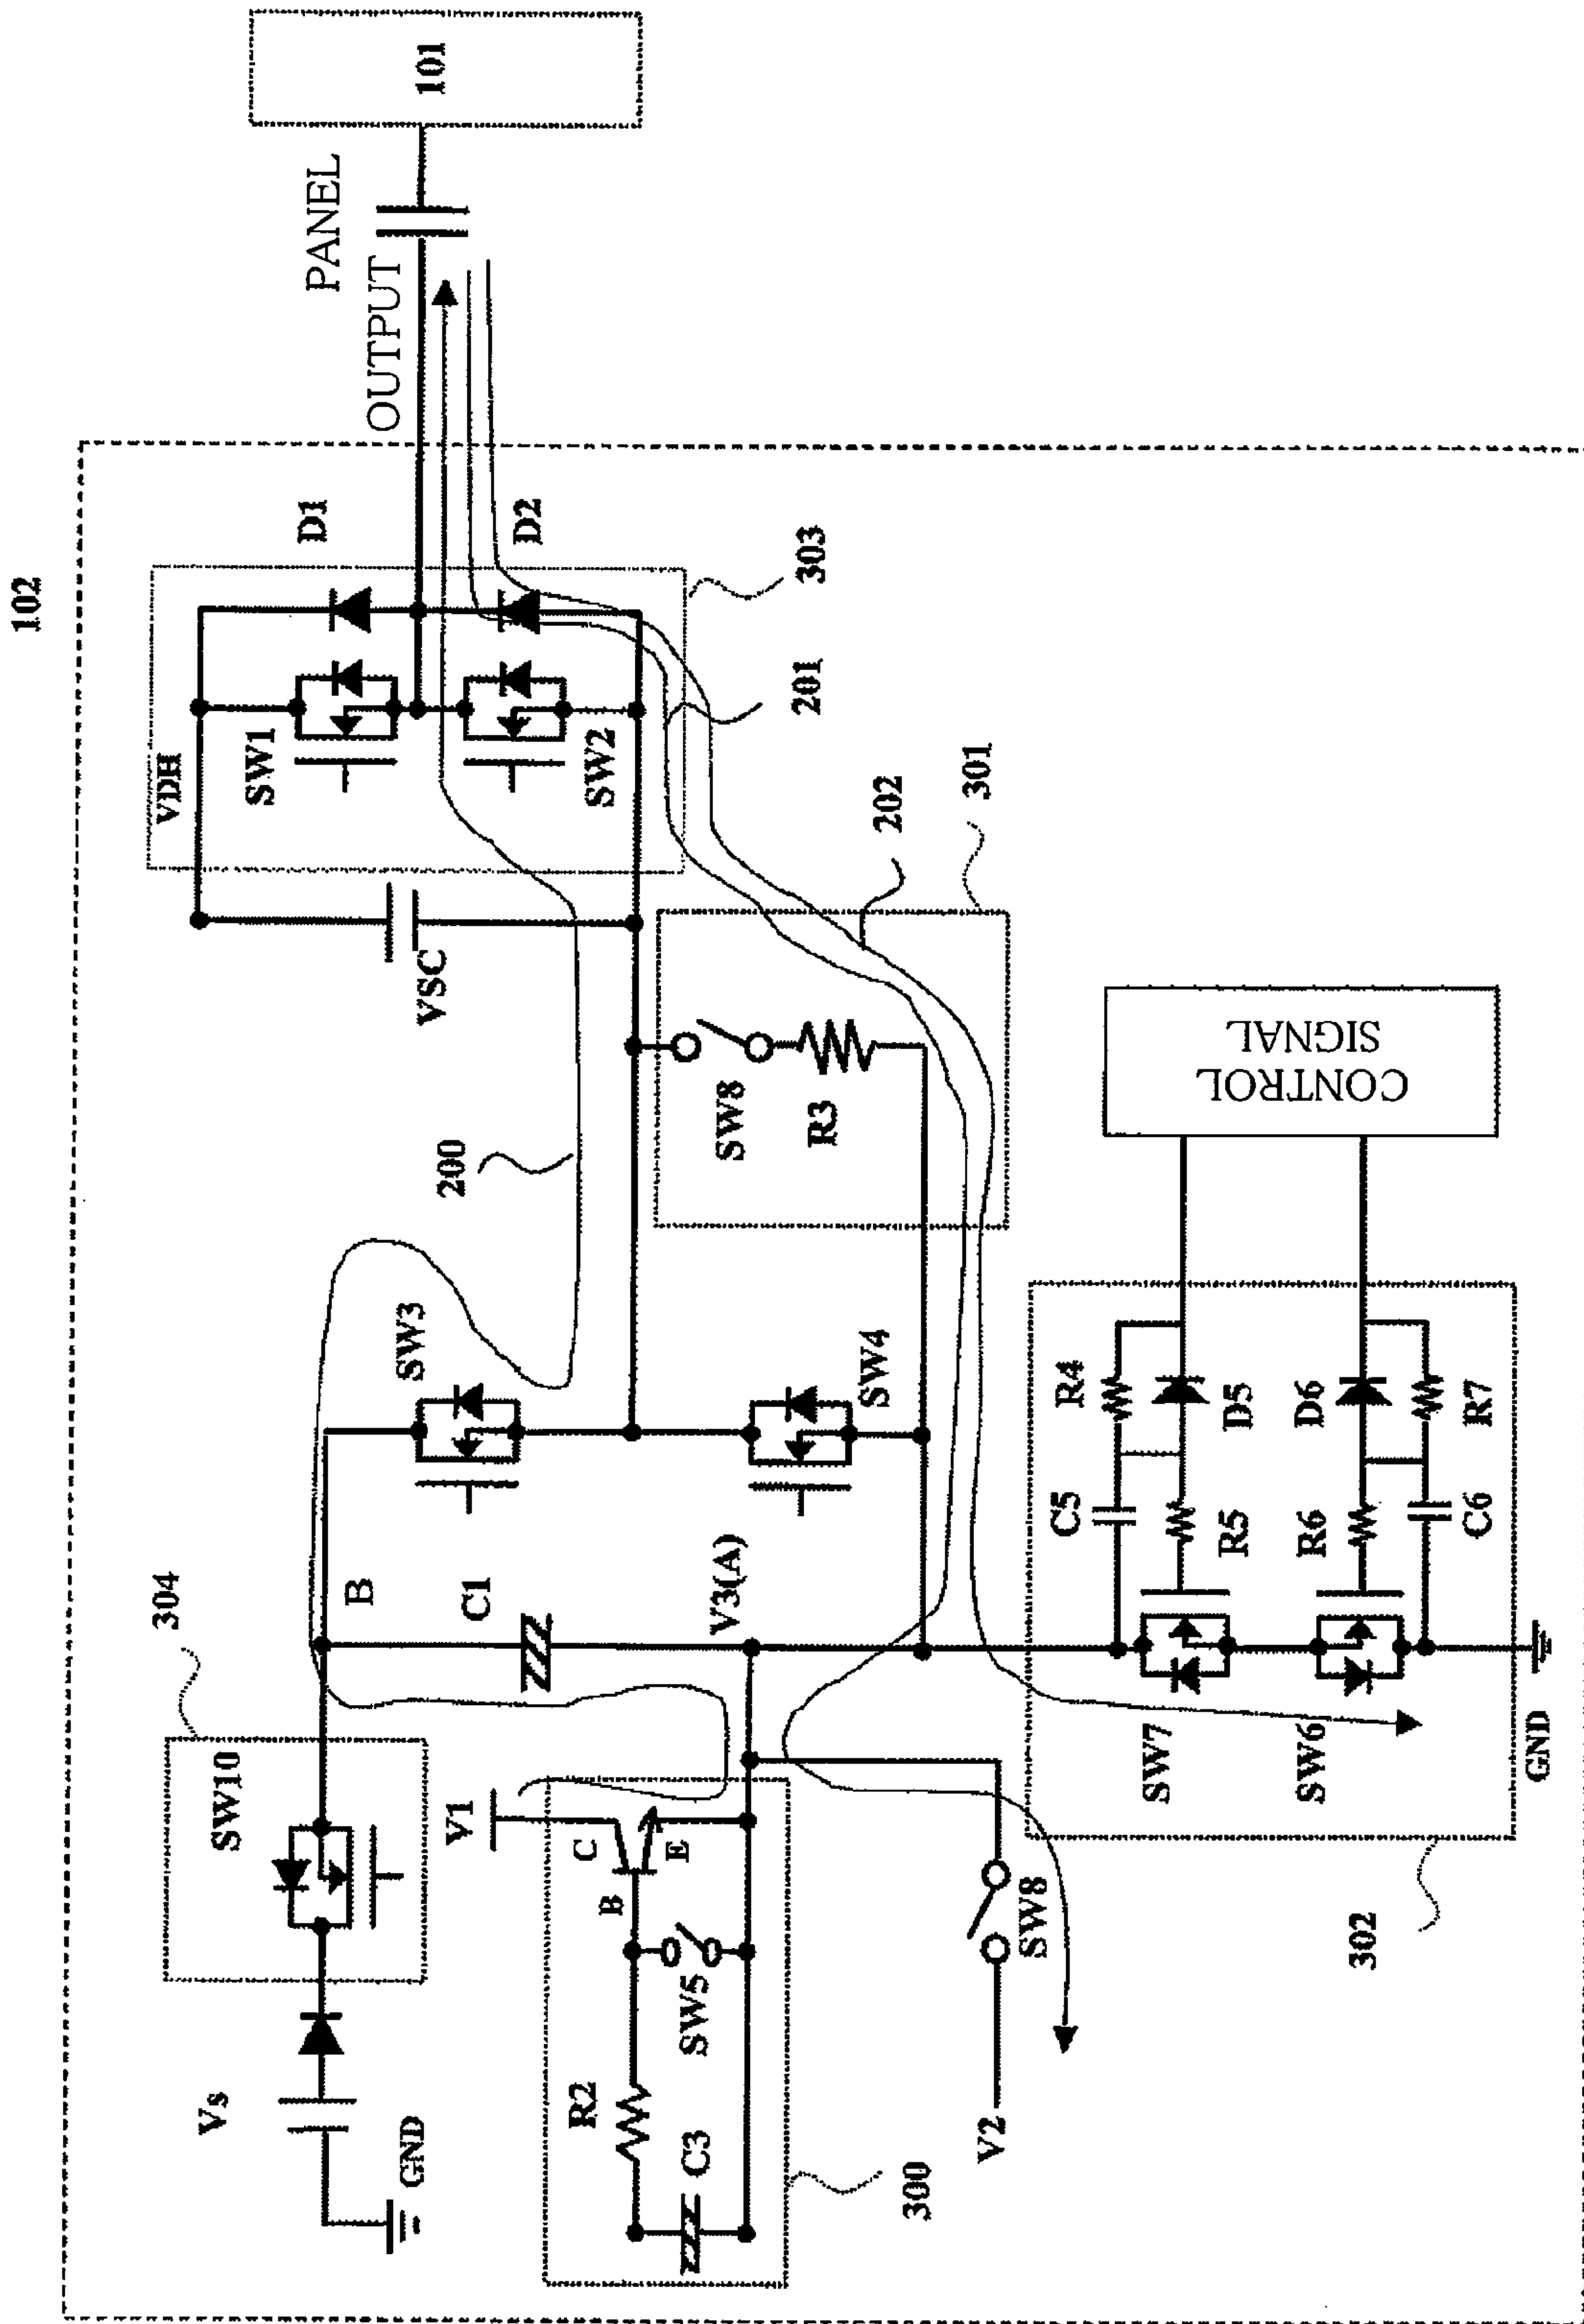 102
101
PANEL
OUTPUT
D1
D2
303
VDH
SW1
SW2
201
VSC
202
301
200
SW8
R3
CONTROL
SIGNAL
SW3
SW4
R4
D5
D6
R7
304
B
C1
V3(A)
C5
R5
R6
C6
SW10
V1
C
B
E
SW7
SW6
GND
SW5
SW8
302
Vs
GND
R2
C3
V2
300